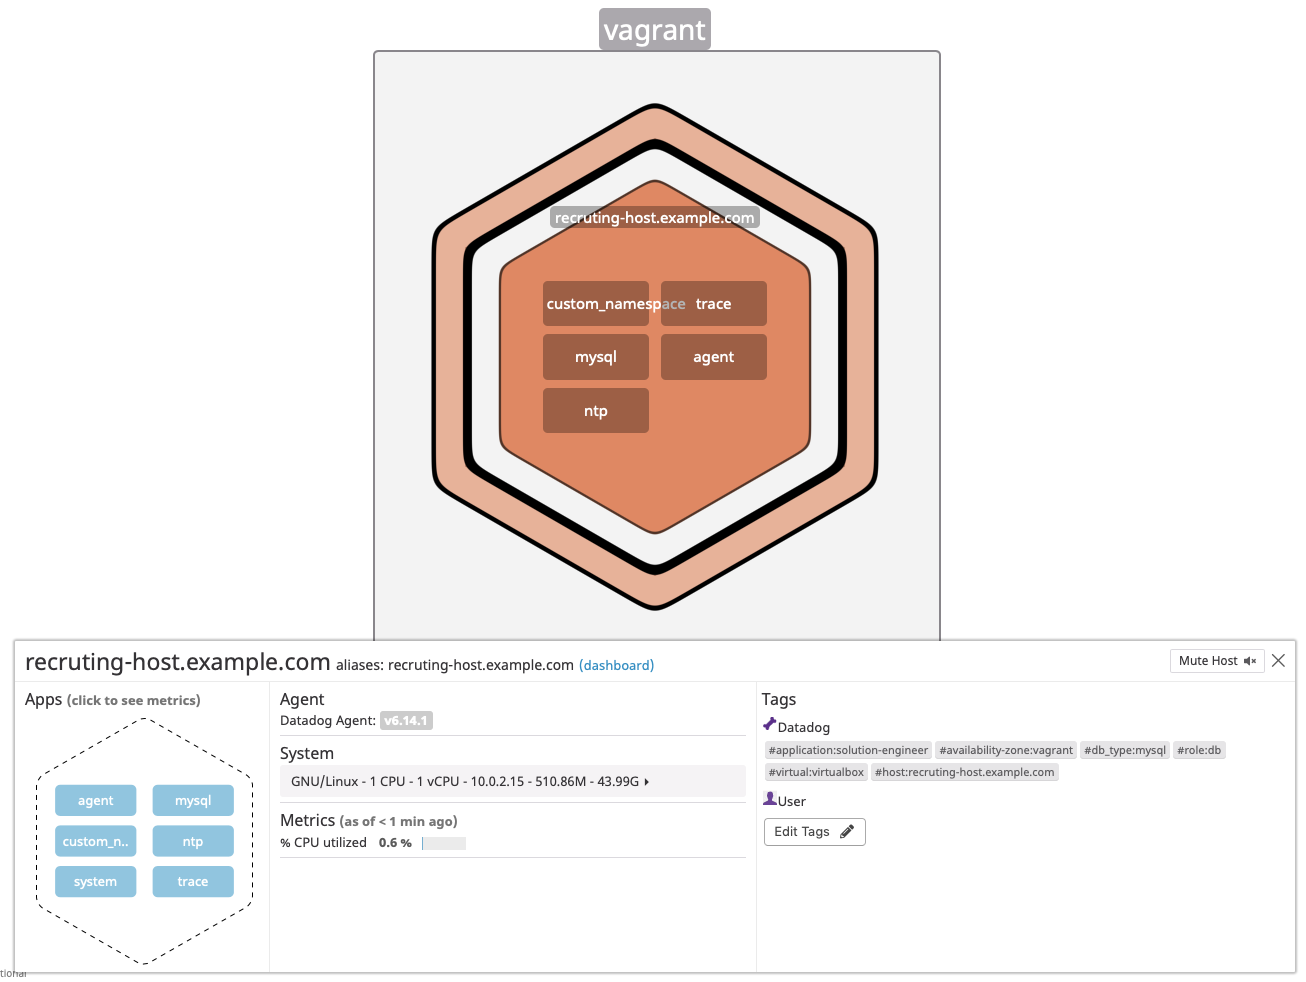 vagrant
recruting-host.example.com
custom_namespace trace
mysql agent
ntp
recruting-host.example.com aliases: recruting-host.example.com (dashboard)
Mute Host
Apps (click to see metrics)
agent mysql
custom_n.. ntp
system trace
Agent
Datadog Agent: v6.14.1
System
GNU/Linux - 1 CPU - 1 vCPU - 10.0.2.15 - 510.86M - 43.99G
Metrics (as of < 1 min ago)
% CPU utilized 0.6 %
Tags
Datadog
#application:solution-engineer #availability-zone:vagrant #db_type:mysql #role:db
#virtual:virtualbox #host:recruting-host.example.com
User
Edit Tags
tional